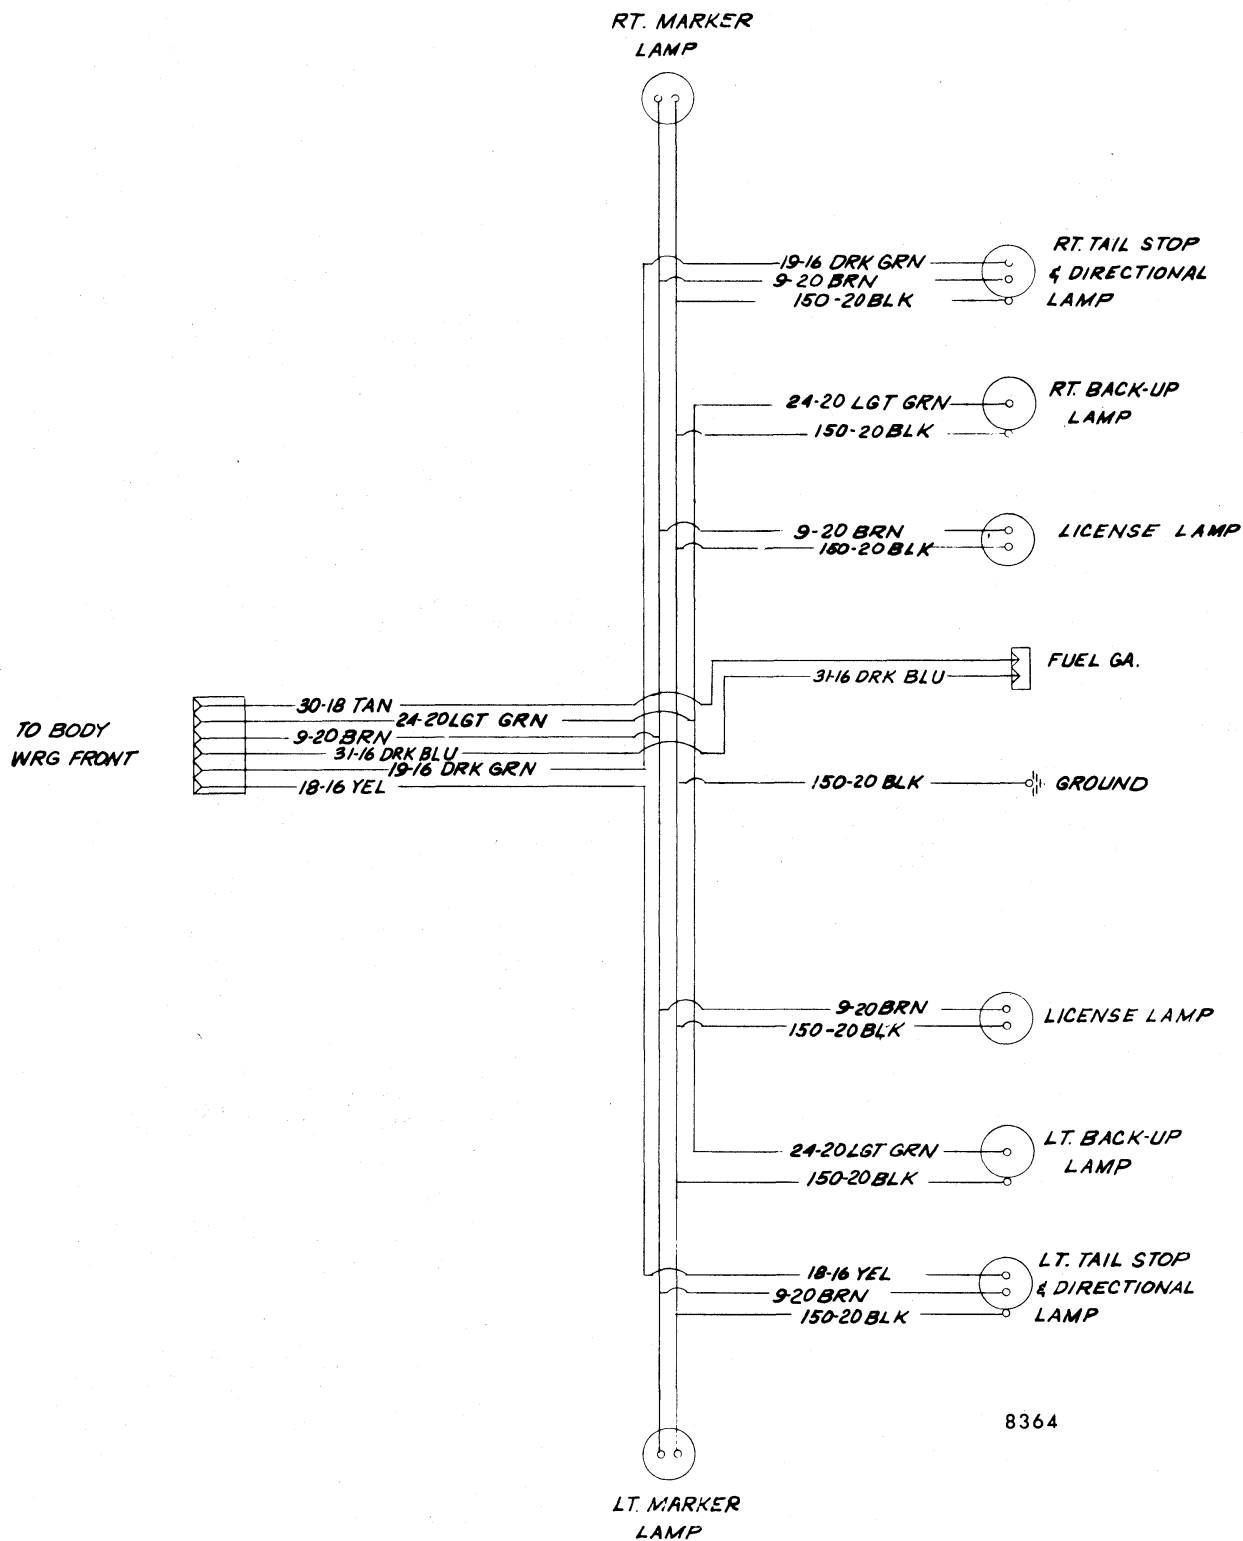 RT. MARKER
LAMP
19-16 DRK GRN
9-20 BRN
150-20 BLK
RT. TAIL STOP
& DIRECTIONAL
LAMP
24-20 LGT GRN
150-20 BLK
RT. BACK-UP
LAMP
9-20 BRN
150-20 BLK
LICENSE LAMP
31-16 DRK BLU
FUEL GA.
TO BODY
WRG FRONT
30-18 TAN
24-20 LGT GRN
9-20 BRN
31-16 DRK BLU
19-16 DRK GRN
18-16 YEL
150-20 BLK
GROUND
9-20 BRN
150-20 BLK
LICENSE LAMP
24-20 LGT GRN
150-20 BLK
LT. BACK-UP
LAMP
18-16 YEL
9-20 BRN
150-20 BLK
LT. TAIL STOP
& DIRECTIONAL
LAMP
8364
LT. MARKER
LAMP